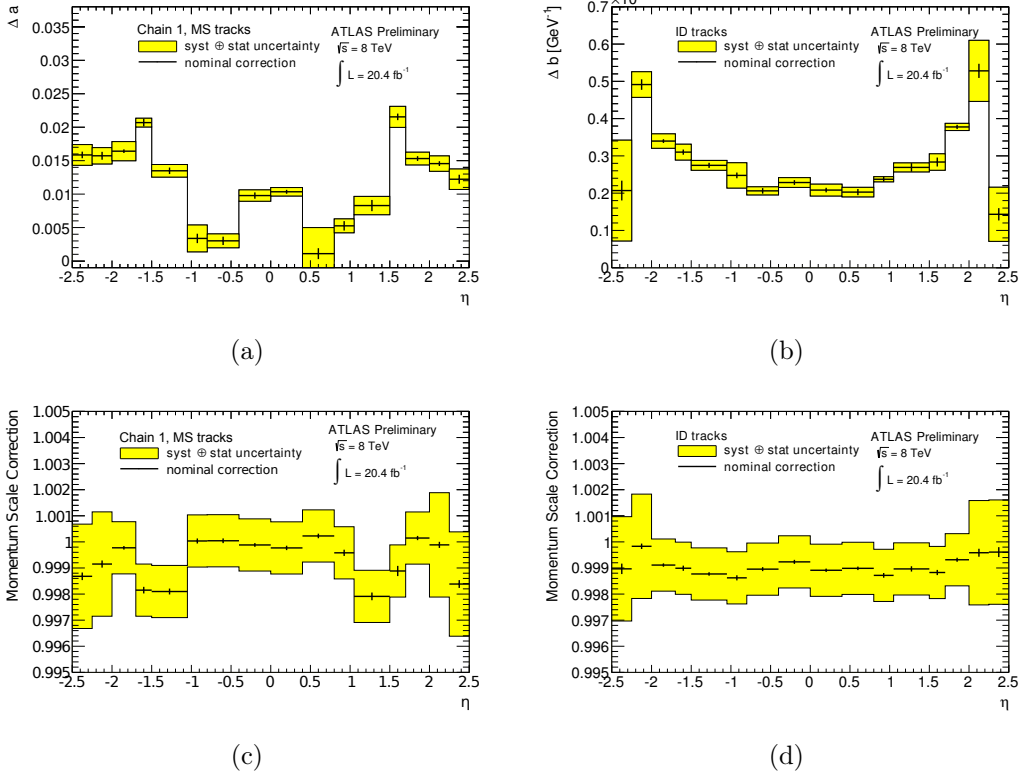 Δ a
0.035
0.03
0.025
0.02
0.015
0.01
0.005
0
Chain 1, MS tracks
syst ⊕ stat uncertainty
nominal correction
ATLAS Preliminary
√s = 8 TeV
∫ L = 20.4 fb⁻¹
-2.5 -2 -1.5 -1 -0.5 0 0.5 1 1.5 2 2.5
η
(a)
Δ b [GeV⁻¹]
0.7
0.6
0.5
0.4
0.3
0.2
0.1
0
ID tracks
syst ⊕ stat uncertainty
nominal correction
ATLAS Preliminary
√s = 8 TeV
∫ L = 20.4 fb⁻¹
-2.5 -2 -1.5 -1 -0.5 0 0.5 1 1.5 2 2.5
η
(b)
Momentum Scale Correction
1.005
1.004
1.003
1.002
1.001
1
0.999
0.998
0.997
0.996
0.995
Chain 1, MS tracks
syst ⊕ stat uncertainty
nominal correction
ATLAS Preliminary
√s = 8 TeV
∫ L = 20.4 fb⁻¹
-2.5 -2 -1.5 -1 -0.5 0 0.5 1 1.5 2 2.5
η
(c)
Momentum Scale Correction
1.005
1.004
1.003
1.002
1.001
1
0.999
0.998
0.997
0.996
0.995
ID tracks
syst ⊕ stat uncertainty
nominal correction
ATLAS Preliminary
√s = 8 TeV
∫ L = 20.4 fb⁻¹
-2.5 -2 -1.5 -1 -0.5 0 0.5 1 1.5 2 2.5
η
(d)